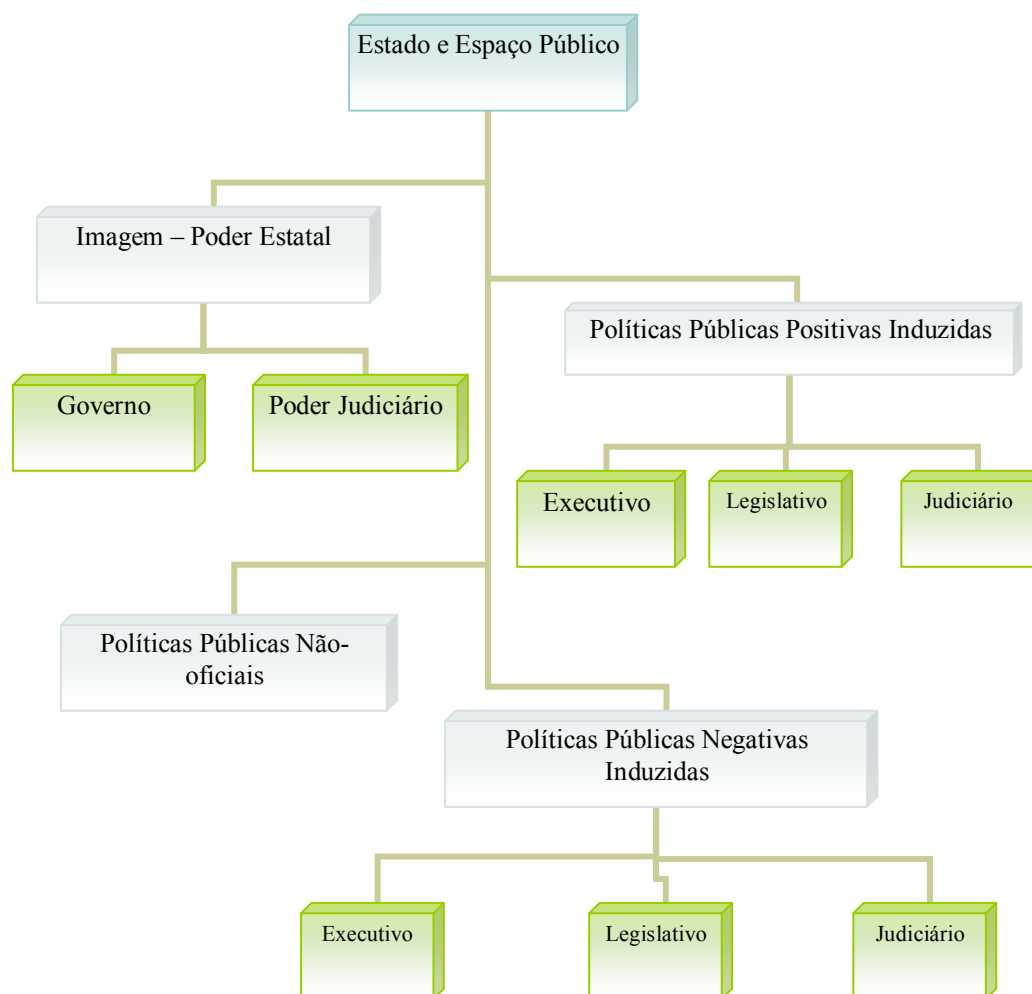 Estado e Espaço Público
Imagem – Poder Estatal
Políticas Públicas Positivas Induzidas
Governo
Poder Judiciário
Executivo
Legislativo
Judiciário
Políticas Públicas Não-
oficiais
Políticas Públicas Negativas
Induzidas
Executivo
Legislativo
Judiciário